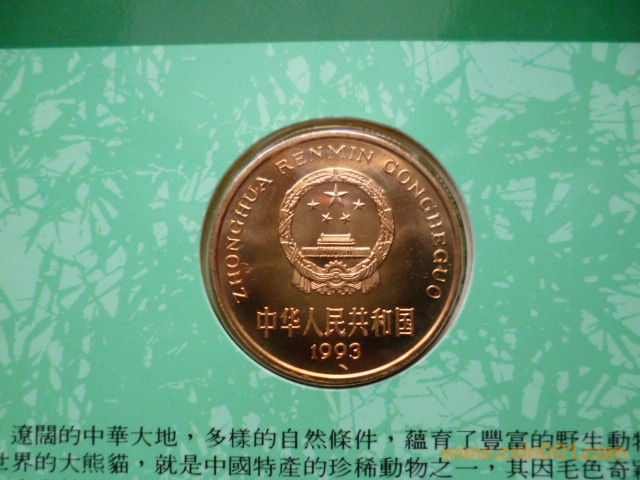 ZHONGHUA RENMIN GONGHEGUO
中华人民共和国
1993
遼闊的中華大地，多樣的自然條件，蘊育了豐富的野生動物
世界的大熊貓，就是中國特產的珍稀動物之一，其因毛色奇
www.coin001.com